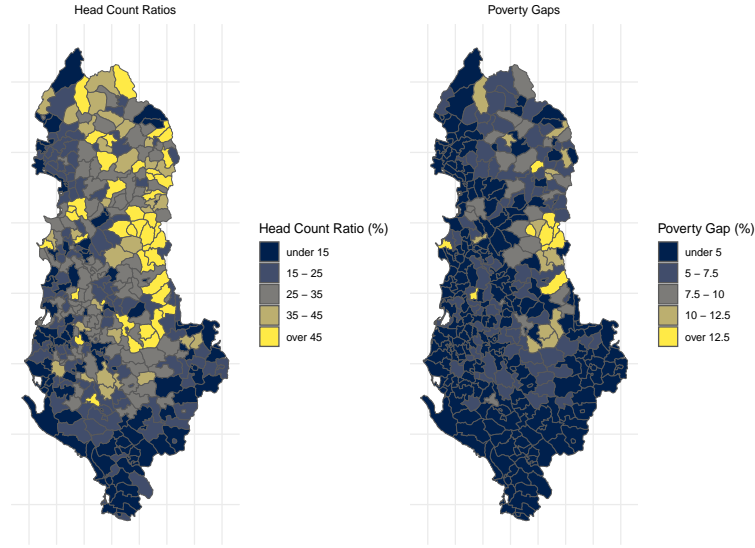 Head Count Ratios
Poverty Gaps
Head Count Ratio (%)
under 15
15 − 25
25 − 35
35 − 45
over 45
Poverty Gap (%)
under 5
5 − 7.5
7.5 − 10
10 − 12.5
over 12.5